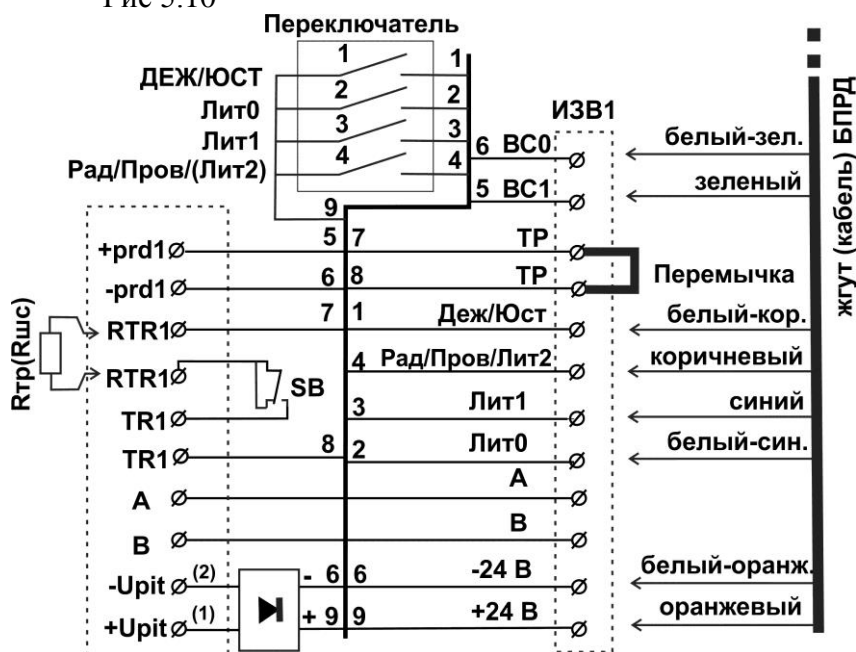 Рис 5.10
Переключатель
1 1
ДЕЖ/ЮСТ
2 2
Лит0
3 3
Лит1
4 4
Рад/Пров/(Лит2)
9
ИЗВ1
6 ВС0
белый-зел.
5 ВС1
зеленый
жгут (кабель) БПРД
+prd1 5 7 ТР
-prd1 6 8 ТР
Перемычка
Rтр(Rшс)
RTR1 7 1 Деж/Юст белый-кор.
RTR1 SB 4 Рад/Пров/Лит2 коричневый
TR1 3 Лит1 синий
TR1 8 2 Лит0 белый-син.
А А
В В
-Upit (2) - 6 6 -24 В белый-оранж.
+Upit (1) + 9 9 +24 В оранжевый